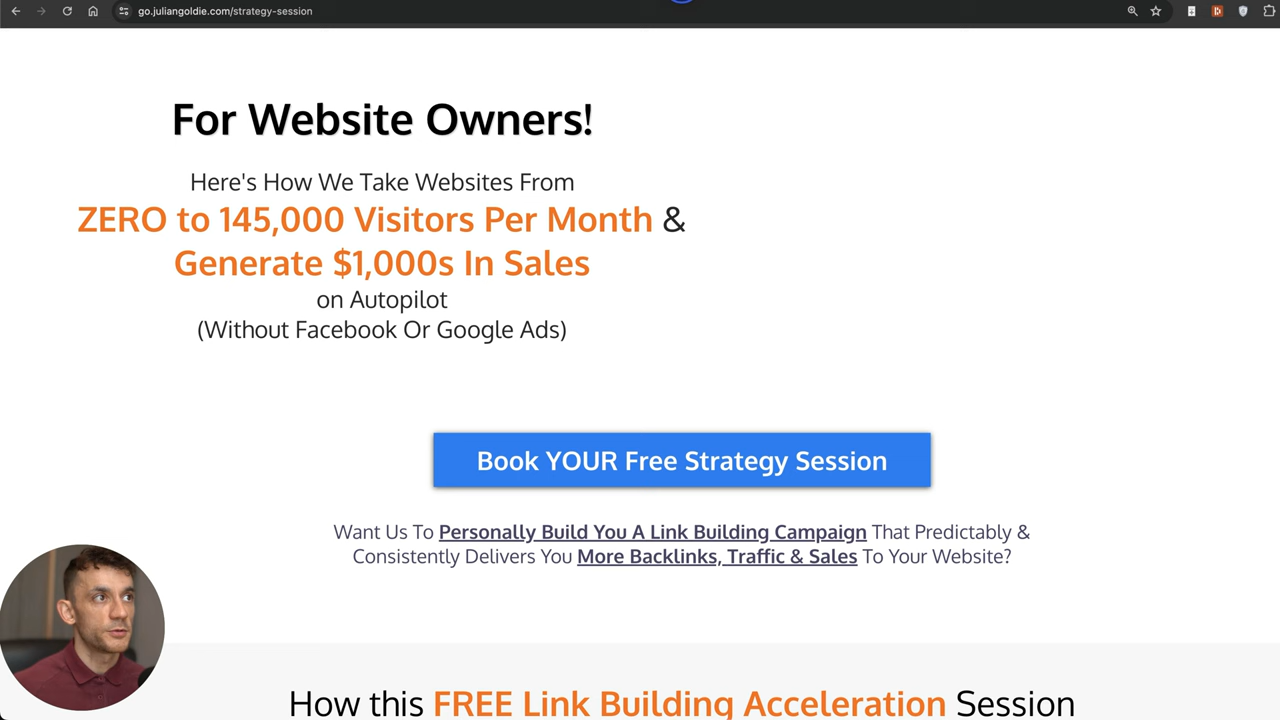 go.juliangoldie.com/strategy-session
For Website Owners!
Here's How We Take Websites From
ZERO to 145,000 Visitors Per Month &
Generate $1,000s In Sales
on Autopilot
(Without Facebook Or Google Ads)
Book YOUR Free Strategy Session
Want Us To Personally Build You A Link Building Campaign That Predictably &
Consistently Delivers You More Backlinks, Traffic & Sales To Your Website?
How this FREE Link Building Acceleration Session